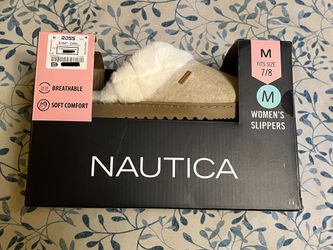 ROSS
BREATHABLE
SOFT COMFORT
M
FITS SIZE
7/8
M
WOMEN'S
SLIPPERS
NAUTICA